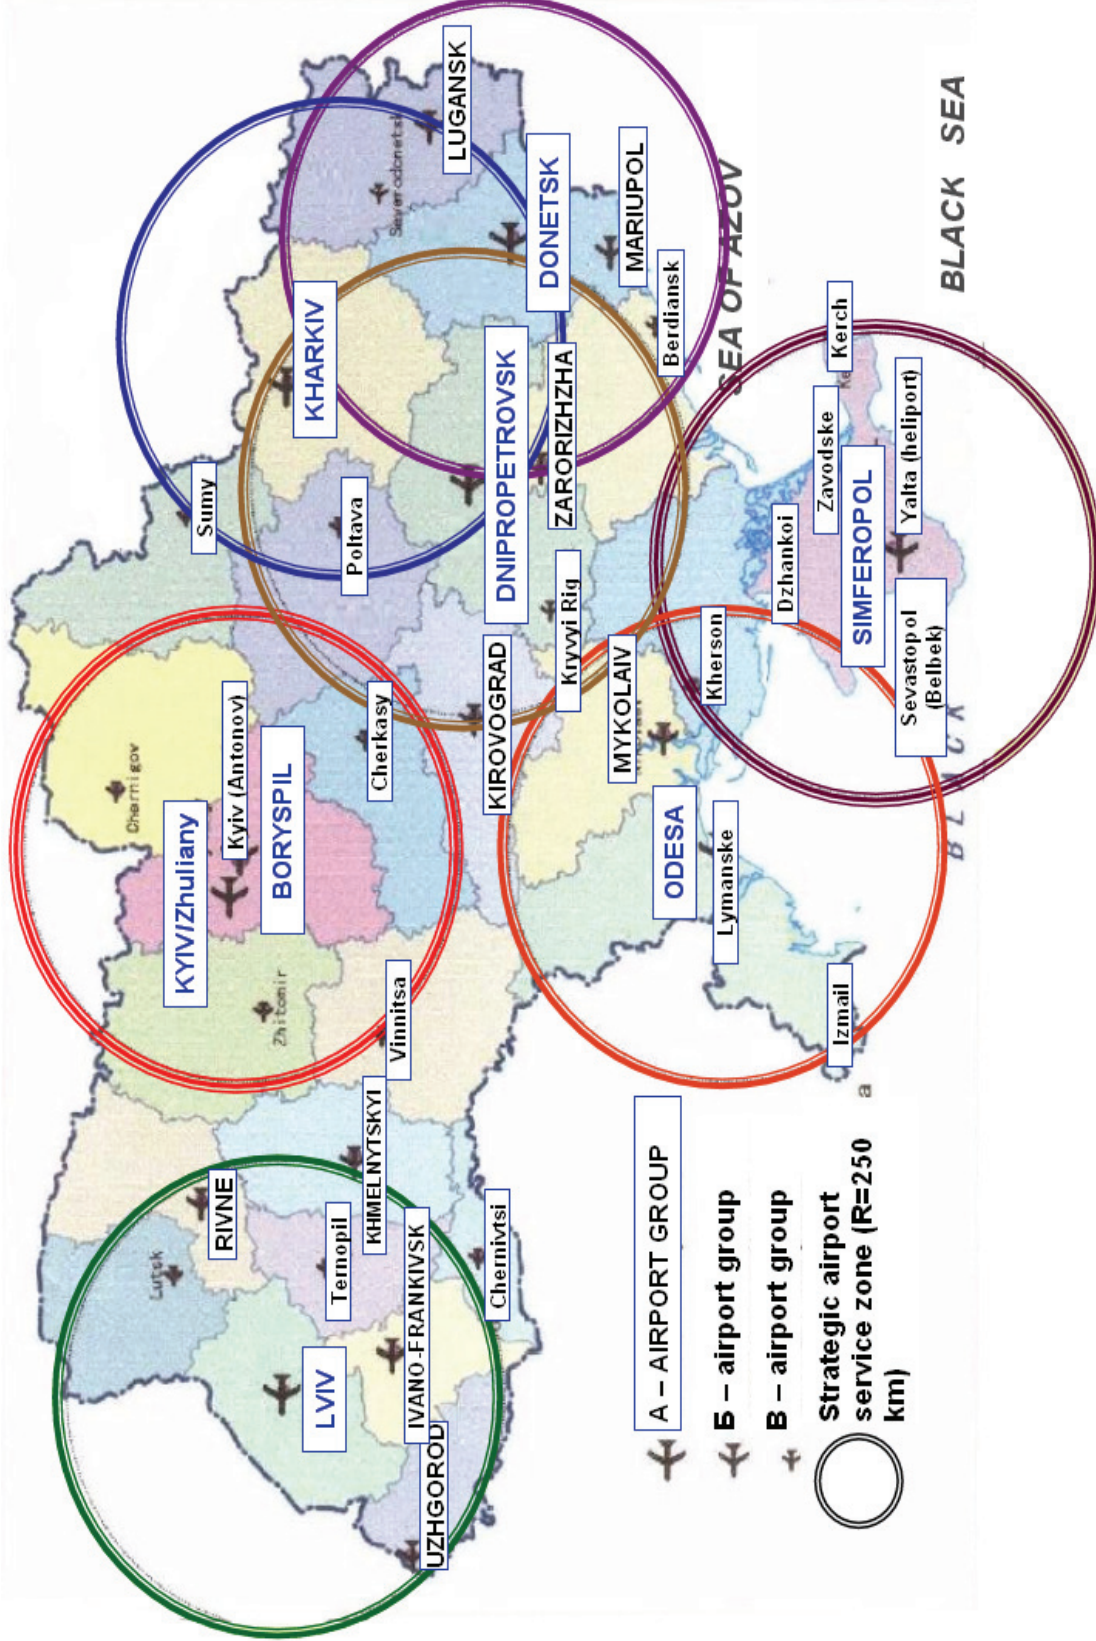 Chernigov
Lutsk
KYIVIZhuliany
Sumy
RIVNE
Kyiv (Antonov)
Zhitomir
BORYSPIL
KHARKIV
LVIV
Ternopil
Poltava
KHMELNYTSKYI
Cherkasy
Severodonetsk
Vinnitsa
IVANO-FRANKIVSK
UZHGOROD
LUGANSK
Chernivtsi
KIROVOGRAD
DNIPROPETROVSK
DONETSK
ZARORIZHZHA
Kryvyi Rig
MYKOLAIV
MARIUPOL
Berdiansk
ODESA
Kherson
Lymanske
SEA OF AZOV
Dzhankoi
Zavodske
Kerch
Izmail
SIMFEROPOL
Yalta (heliport)
Sevastopol
(Belbek)
BLACK SEA
B L A C K
A – AIRPORT GROUP
Б – airport group
В – airport group
Strategic airport
service zone (R=250
km)